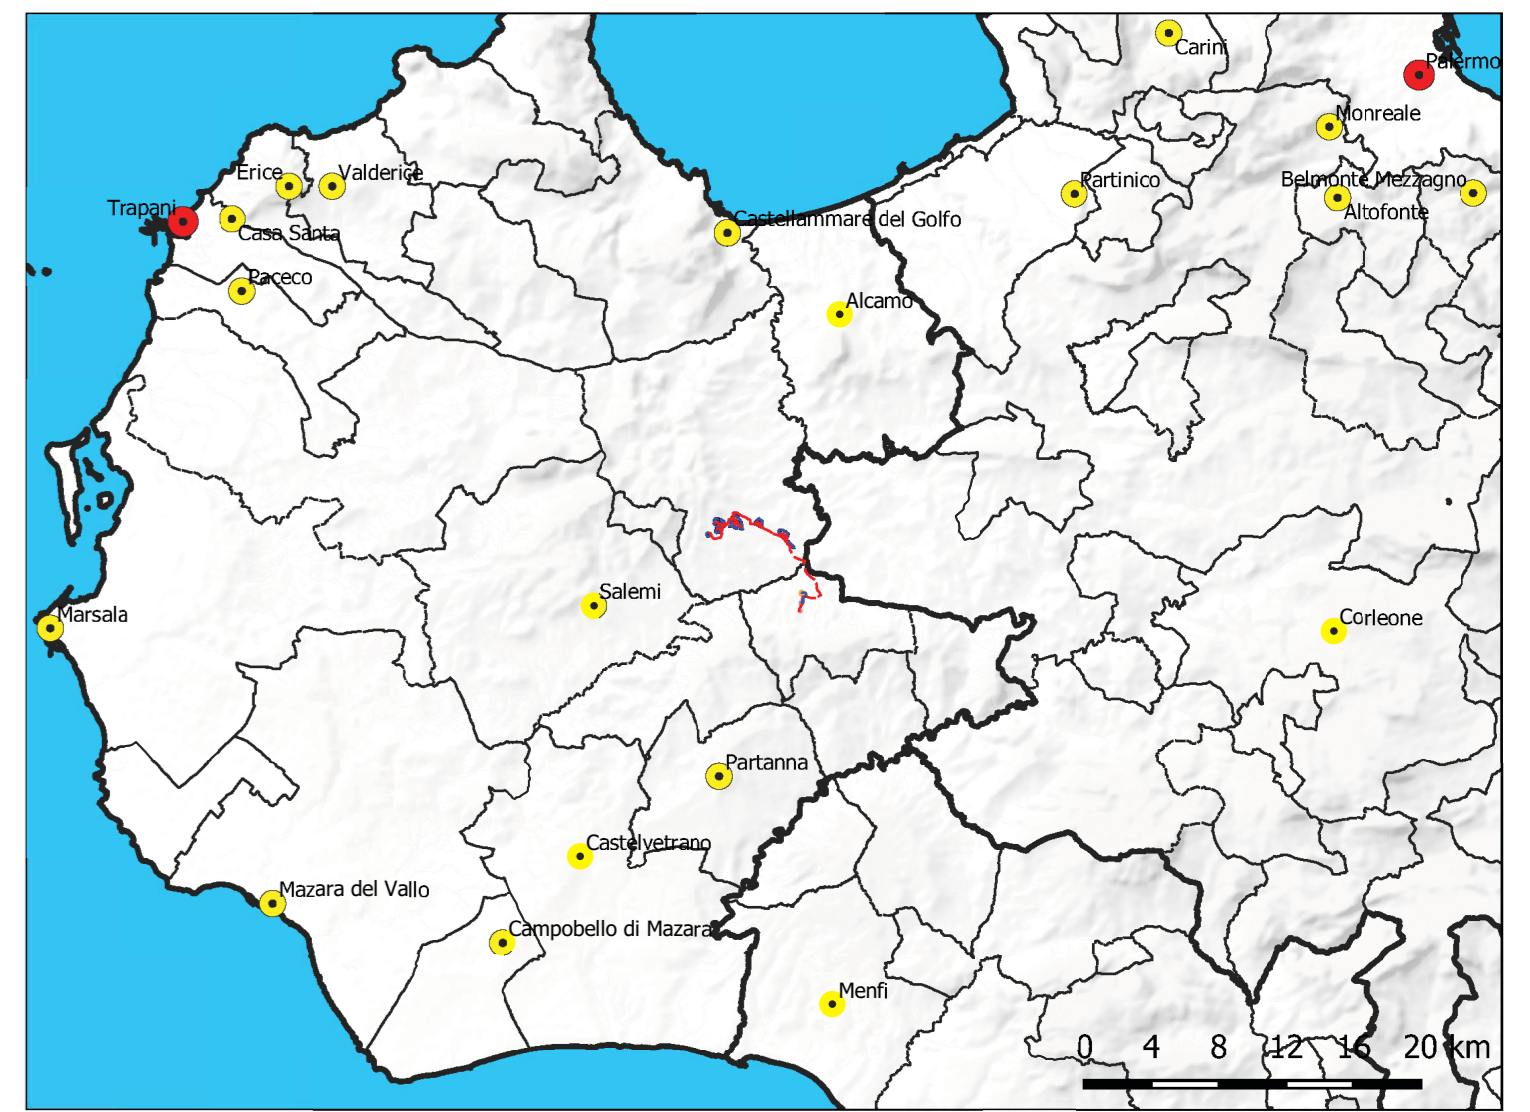 Carini
Palermo
Monreale
Erice
Valderice
Partinico
Belmonte Mezzagno
Trapani
Altofonte
Castellammare del Golfo
Casa Santa
Paceco
Alcamo
Salemi
Marsala
Corleone
Partanna
Castelvetrano
Mazara del Vallo
Campobello di Mazara
Menfi
0 4 8 12 16 20 km